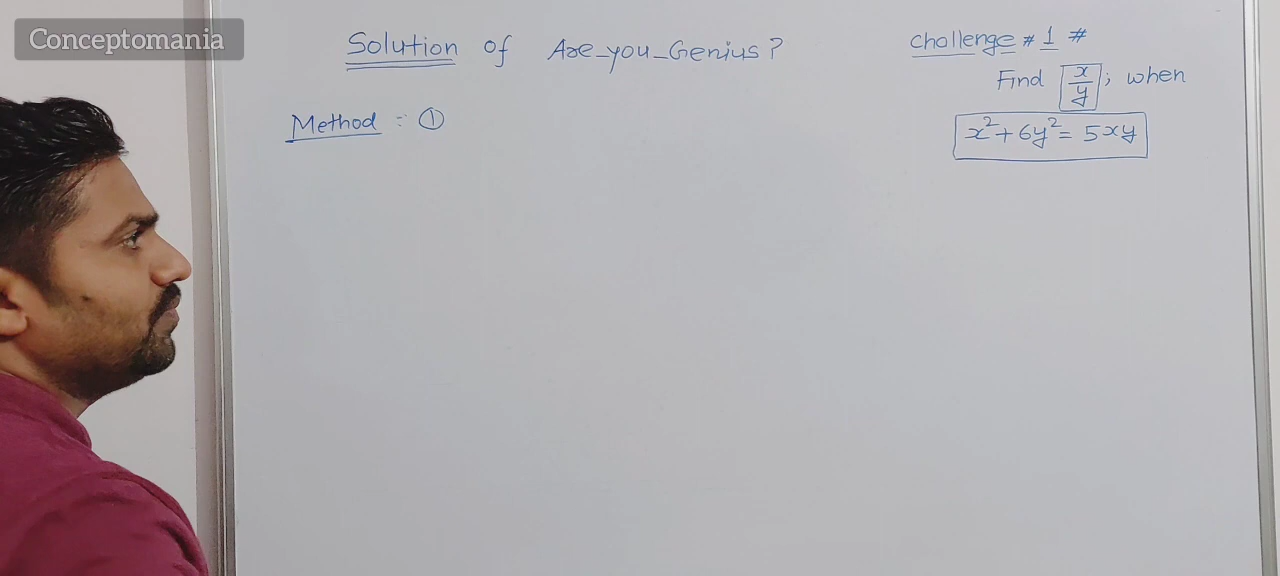 Conceptomania
Solution of Are_you_Genius?
Challenge # 1 #
Find x/y; when
x²+6y² = 5xy
Method :- ①